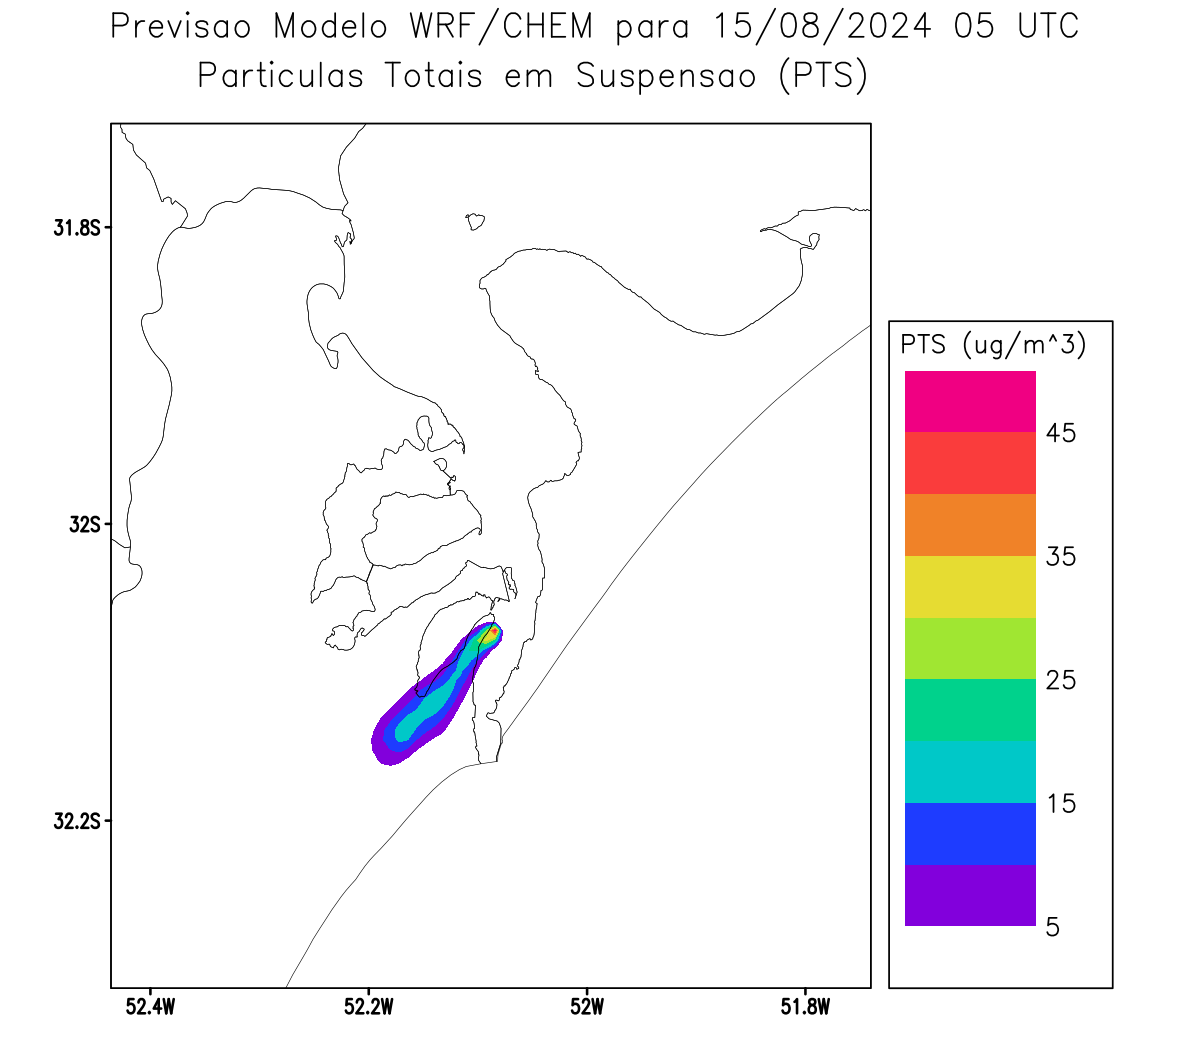 Previsao Modelo WRF/CHEM para 15/08/2024 05 UTC
Particulas Totais em Suspensao (PTS)
31.8S
32S
32.2S
52.4W
52.2W
52W
51.8W
PTS (ug/m^3)
45
35
25
15
5